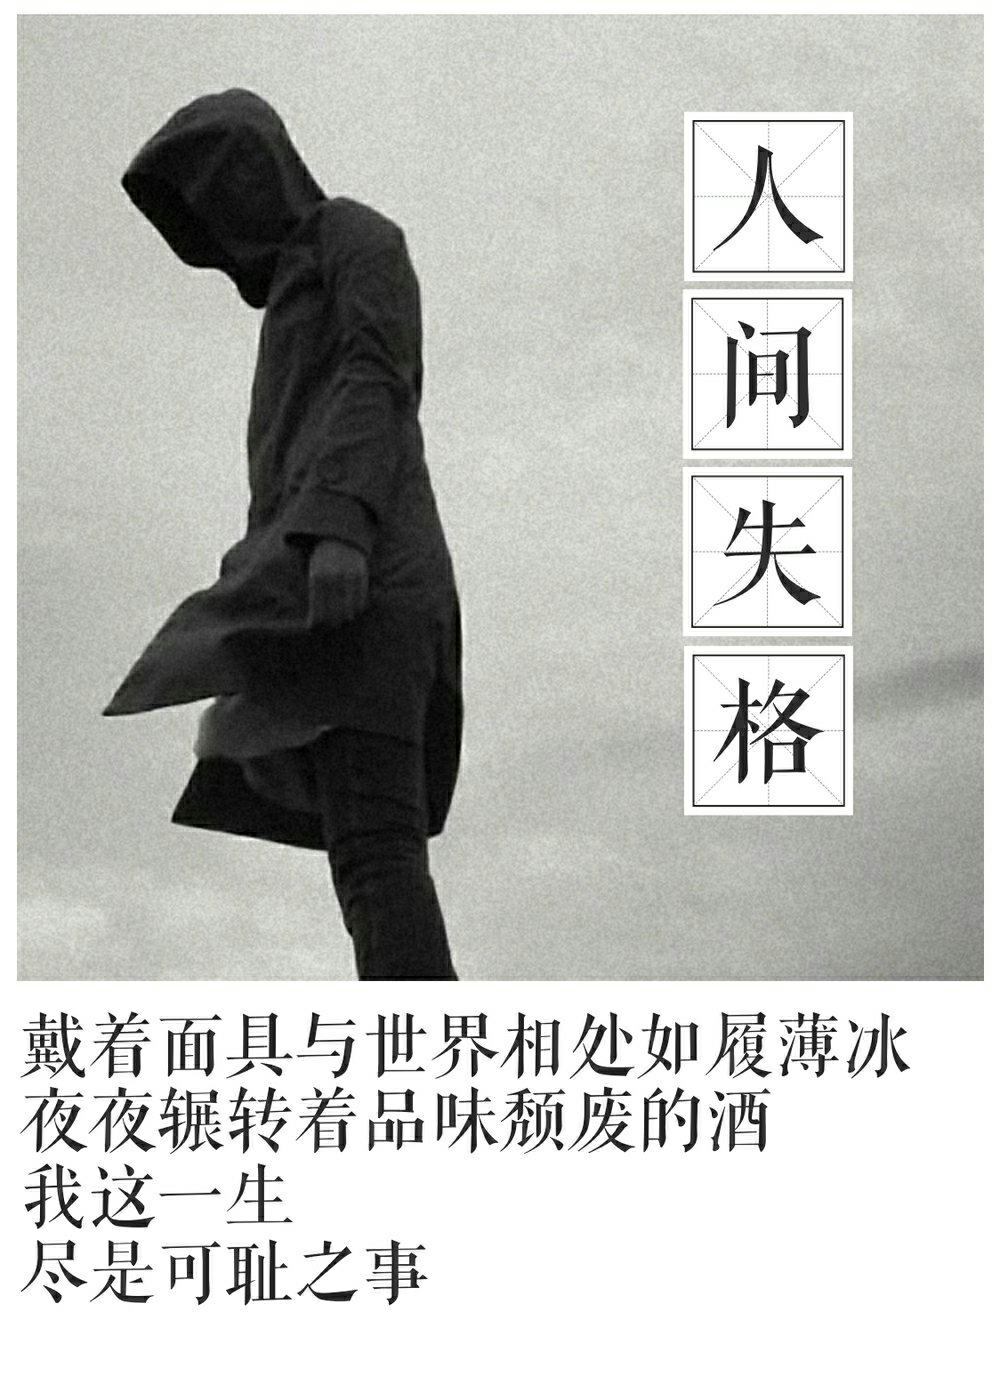 人间失格
戴着面具与世界相处如履薄冰
夜夜辗转着品味颓废的酒
我这一生
尽是可耻之事